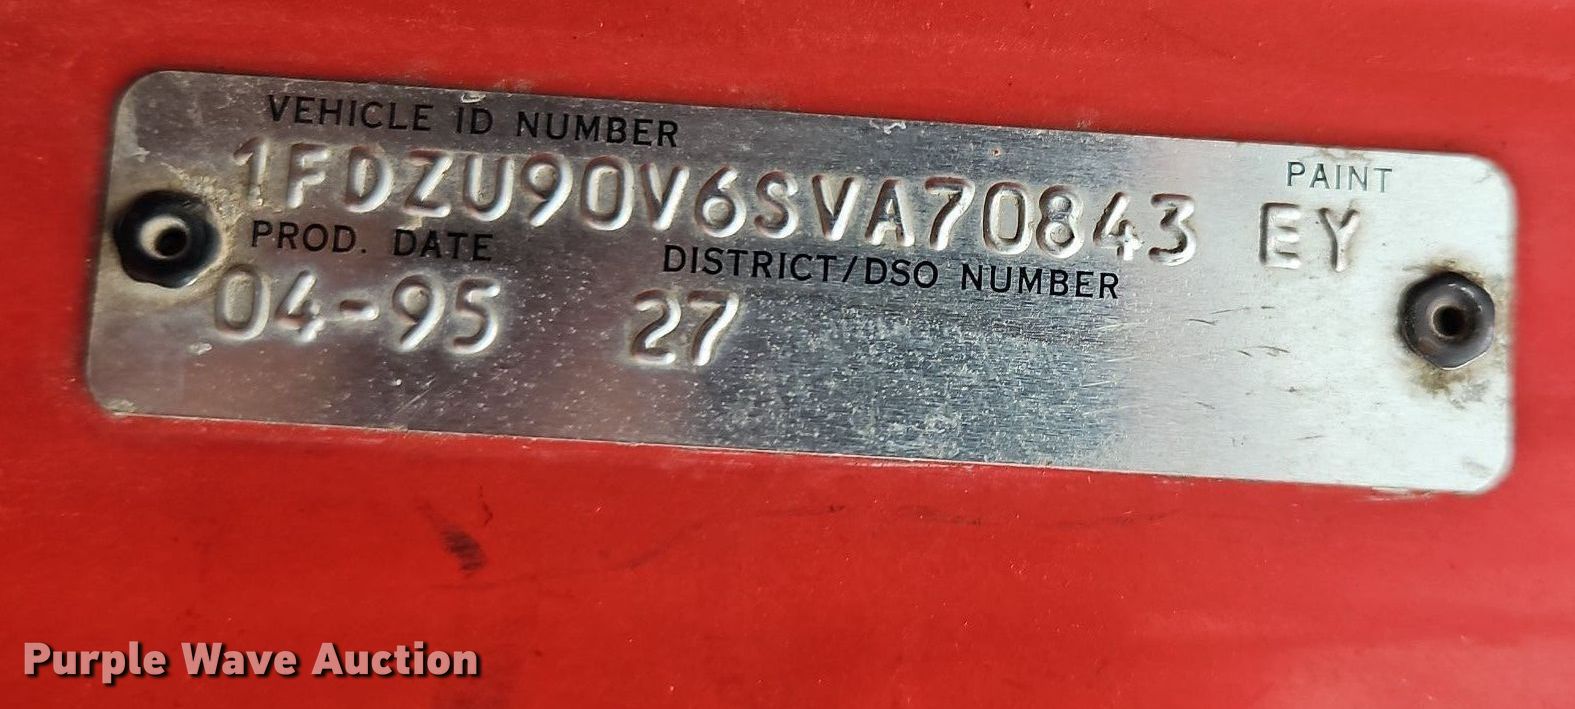 VEHICLE ID NUMBER
PAINT
1FDZU90V6SVA70843 EY
PROD. DATE
DISTRICT/DSO NUMBER
04-95 27
Purple Wave Auction